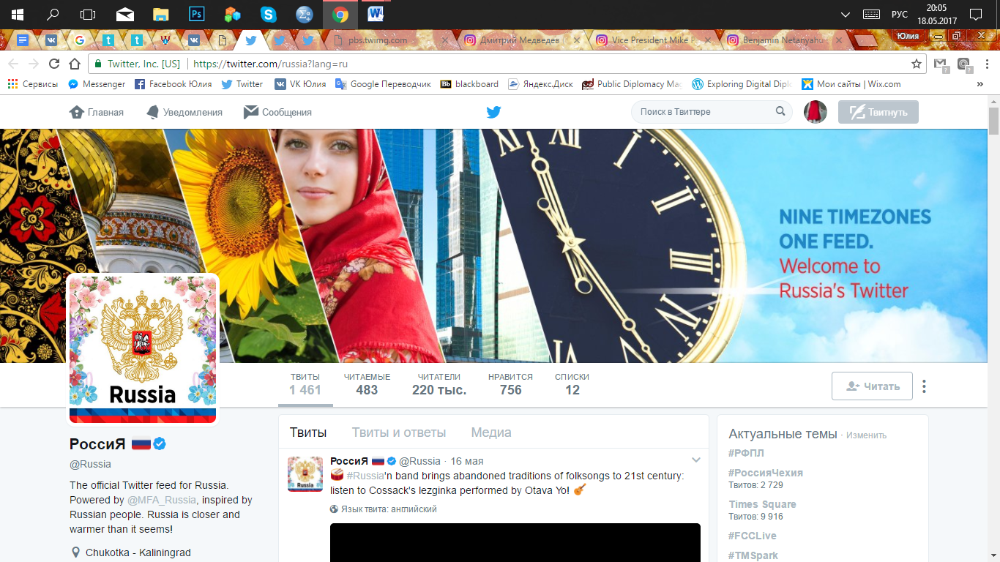 20:05
РУС
18.05.2017
pbs.twimg.com
Дмитрий Медведев
Vice President Mike P
Benjamin Netanyahu
Юлия
Twitter, Inc. [US]
https://twitter.com/russia?lang=ru
Сервисы
Messenger
Facebook Юлия
Twitter
VK Юлия
Google Переводчик
blackboard
Яндекс.Диск
Public Diplomacy Mag
Exploring Digital Diplo
Мои сайты | Wix.com
Главная
Уведомления
Сообщения
Поиск в Твиттере
Твитнуть
XII
I
II
III
IV
V
VI
VII
NINE TIMEZONES
ONE FEED.
Welcome to
Russia's Twitter
Russia
ТВИТЫ
1 461
ЧИТАЕМЫЕ
483
ЧИТАТЕЛИ
220 тыс.
НРАВИТСЯ
756
СПИСКИ
12
Читать
РоссиЯ
@Russia
The official Twitter feed for Russia.
Powered by @MFA_Russia, inspired by
Russian people. Russia is closer and
warmer than it seems!
Chukotka - Kaliningrad
Твиты
Твиты и ответы
Медиа
Russia
РоссиЯ @Russia · 16 мая
#Russia'n band brings abandoned traditions of folksongs to 21st century:
listen to Cossack's lezginka performed by Otava Yo!
Язык твита: английский
Актуальные темы · Изменить
#РФПЛ
#РоссияЧехия
Твитов: 2 729
Times Square
Твитов: 9 916
#FCCLive
#TMSpark